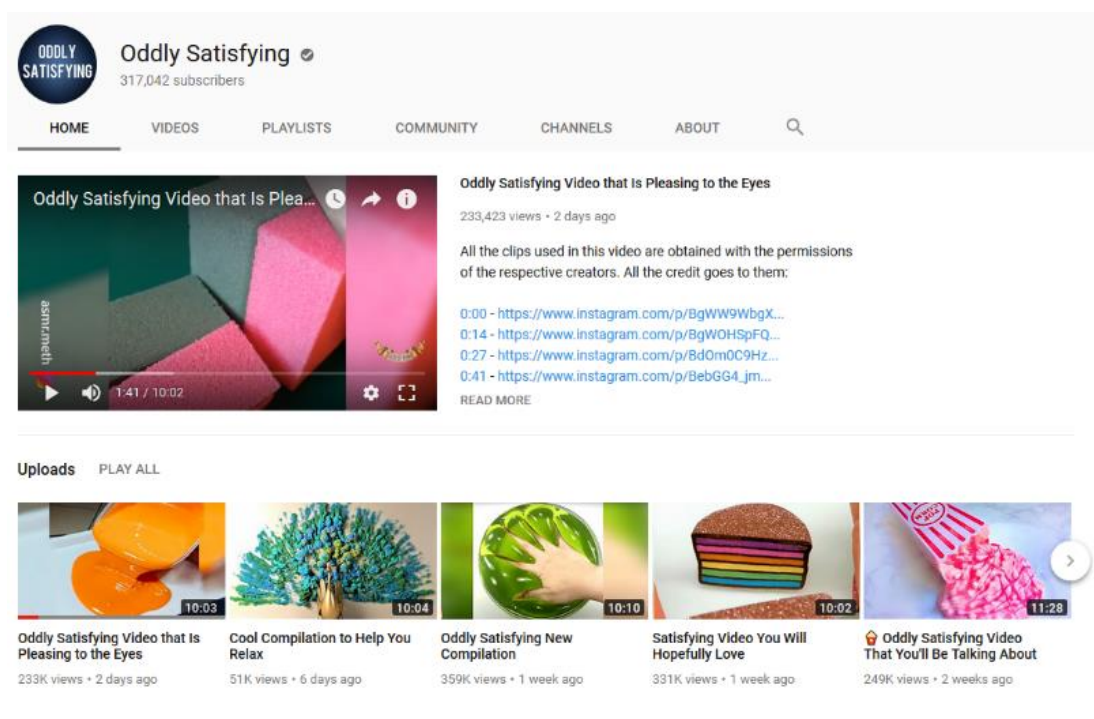 ODDLY
SATISFYING
Oddly Satisfying
317,042 subscribers
HOME VIDEOS PLAYLISTS COMMUNITY CHANNELS ABOUT
Oddly Satisfying Video that Is Plea...
asmr.meth
1:41 / 10:02
Oddly Satisfying Video that Is Pleasing to the Eyes
233,423 views • 2 days ago
All the clips used in this video are obtained with the permissions
of the respective creators. All the credit goes to them:
0:00 - https://www.instagram.com/p/BgWW9WbgX...
0:14 - https://www.instagram.com/p/BgWOHSpFQ...
0:27 - https://www.instagram.com/p/BdOm0C9Hz...
0:41 - https://www.instagram.com/p/BebGG4_jm...
READ MORE
Uploads PLAY ALL
10:03
Oddly Satisfying Video that Is
Pleasing to the Eyes
233K views • 2 days ago
10:04
Cool Compilation to Help You
Relax
51K views • 6 days ago
10:10
Oddly Satisfying New
Compilation
359K views • 1 week ago
10:02
Satisfying Video You Will
Hopefully Love
331K views • 1 week ago
POP
CORN
11:28
Oddly Satisfying Video
That You'll Be Talking About
249K views • 2 weeks ago